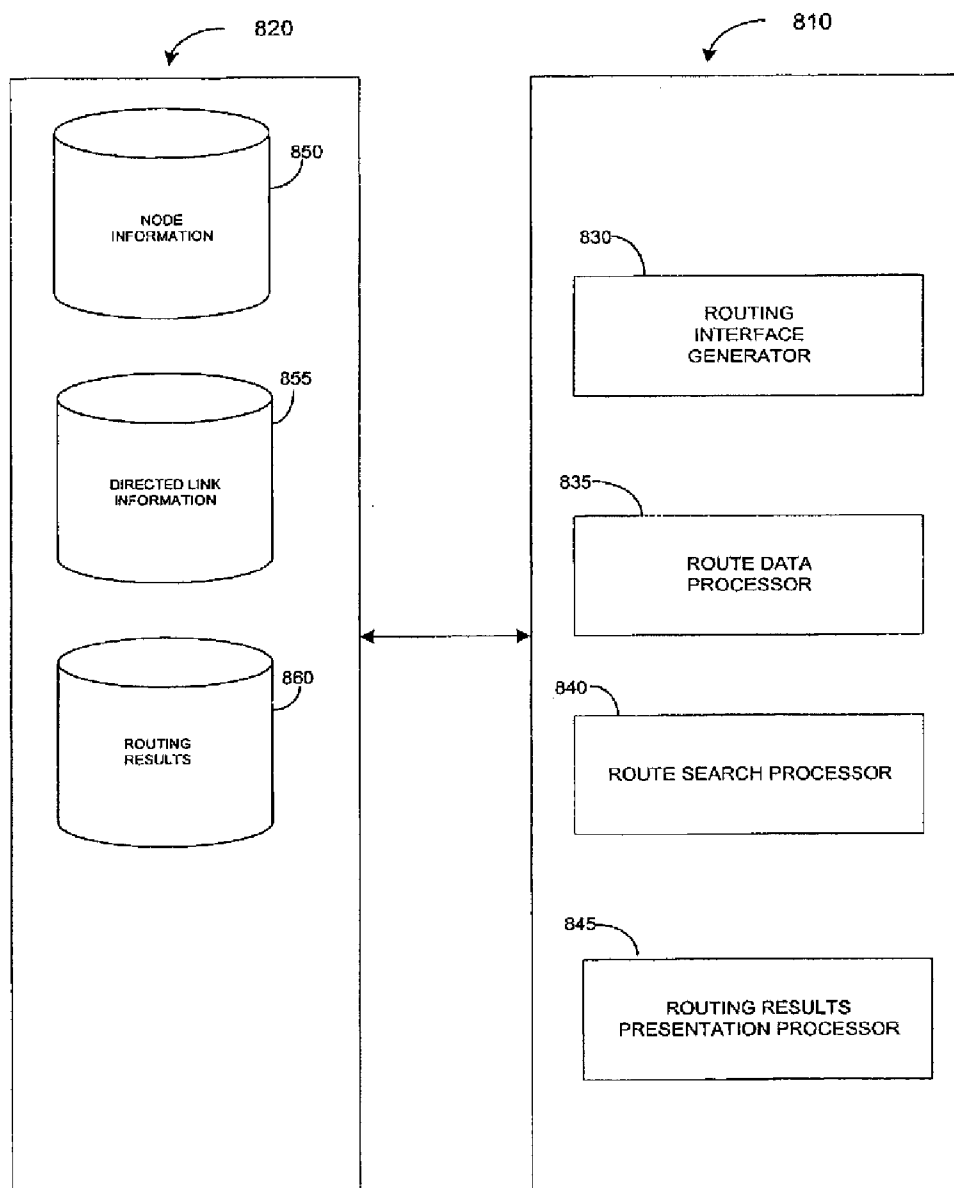 820
850
NODE
INFORMATION
855
DIRECTED LINK
INFORMATION
860
ROUTING
RESULTS
810
830
ROUTING
INTERFACE
GENERATOR
835
ROUTE DATA
PROCESSOR
840
ROUTE SEARCH PROCESSOR
845
ROUTING RESULTS
PRESENTATION PROCESSOR